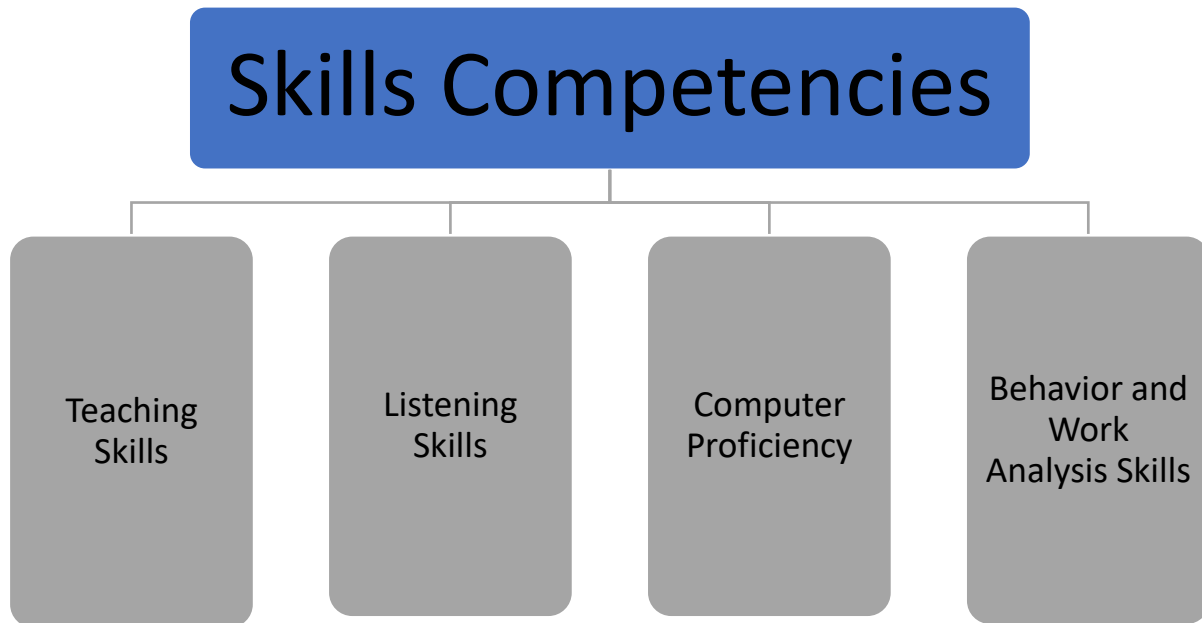 Skills Competencies
Teaching
Skills
Listening
Skills
Computer
Proficiency
Behavior and
Work
Analysis Skills